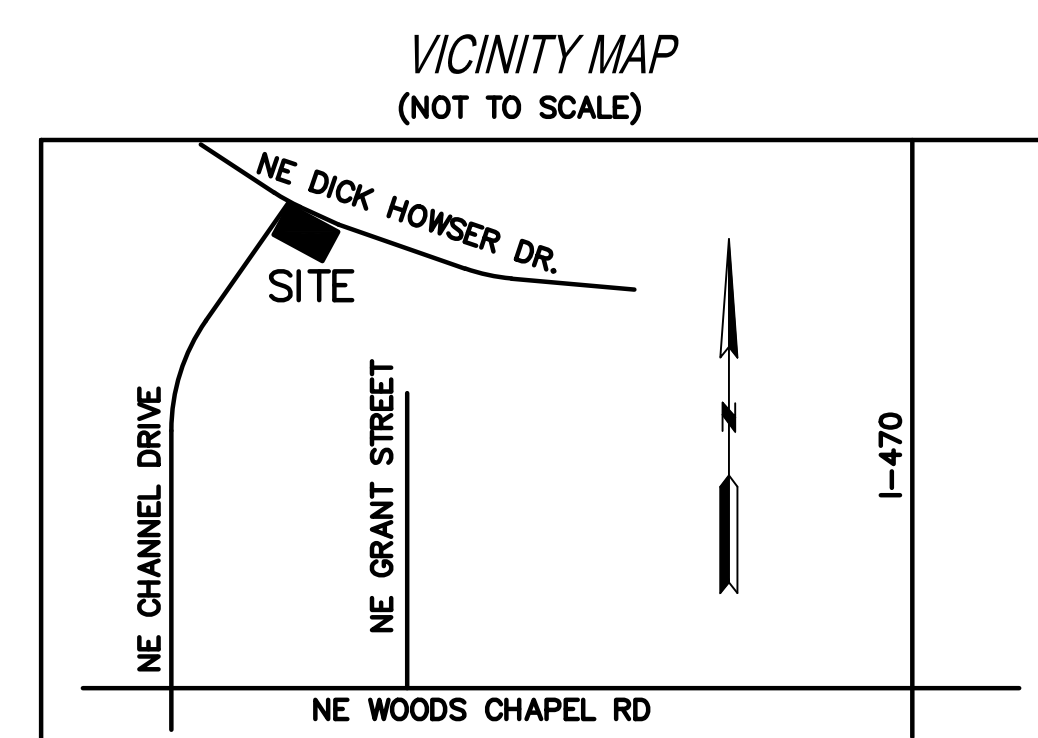 VICINITY MAP
(NOT TO SCALE)
NE DICK HOWSER DR.
SITE
NE CHANNEL DRIVE
NE GRANT STREET
N
I-470
NE WOODS CHAPEL RD